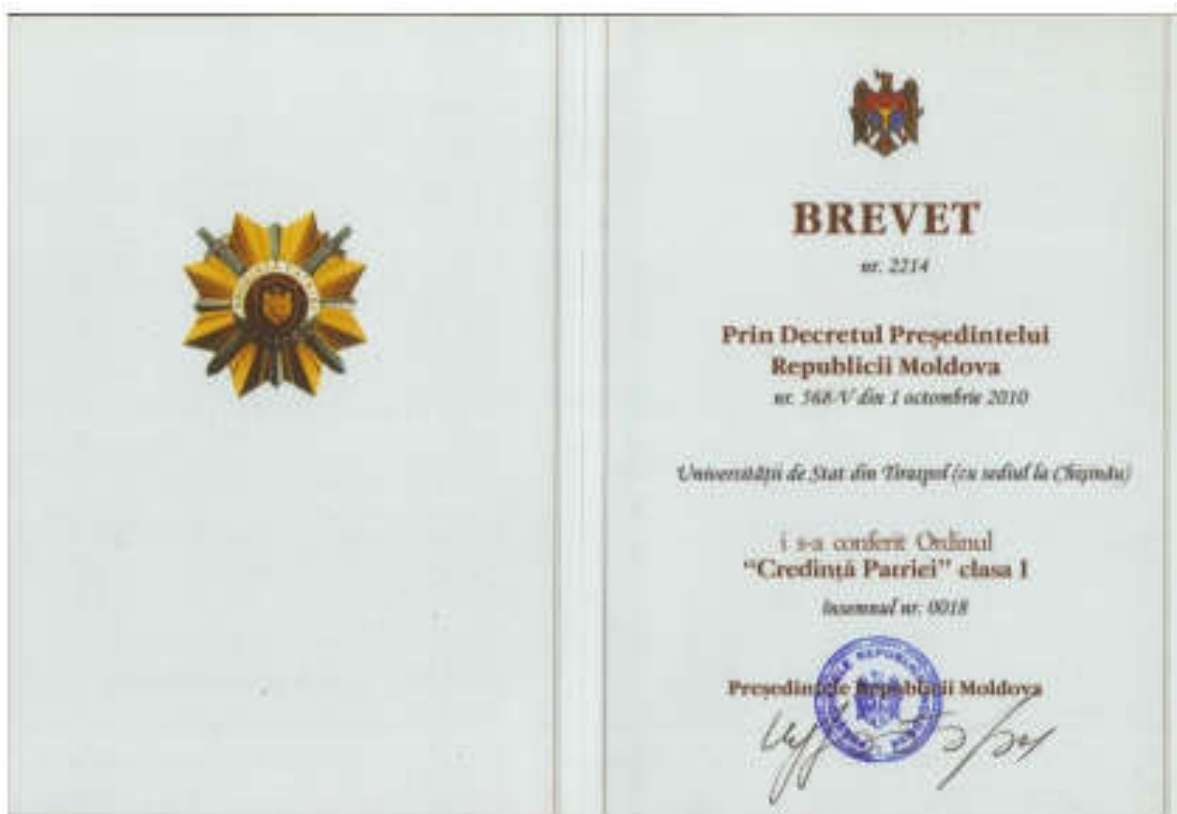 BREVET
nr. 2214
Prin Decretul Președintelui
Republicii Moldova
nr. 568-V din 1 octombrie 2010
Universității de Stat din Tiraspol (cu sediul la Chișinău)
i s-a conferit Ordinul
“Credință Patriei” clasa I
însemnul nr. 0018
Președintele Republicii Moldova